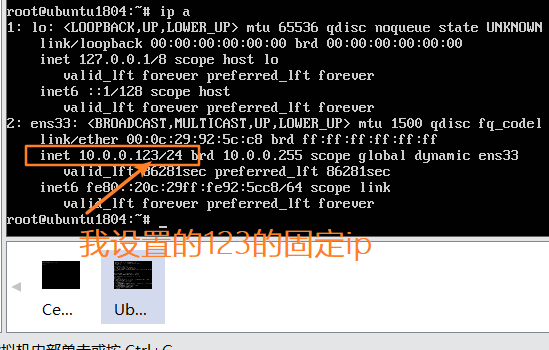 root@ubuntu1804:~# ip a
1: lo: <LOOPBACK,UP,LOWER_UP> mtu 65536 qdisc noqueue state UNKNOWN
link/loopback 00:00:00:00:00:00 brd 00:00:00:00:00:00
inet 127.0.0.1/8 scope host lo
valid_lft forever preferred_lft forever
inet6 ::1/128 scope host
valid_lft forever preferred_lft forever
2: ens33: <BROADCAST,MULTICAST,UP,LOWER_UP> mtu 1500 qdisc fq_codel
link/ether 00:0c:29:92:5c:c8 brd ff:ff:ff:ff:ff:ff
inet 10.0.0.123/24 brd 10.0.0.255 scope global dynamic ens33
valid_lft 86281sec preferred_lft 86281sec
inet6 fe80::20c:29ff:fe92:5cc8/64 scope link
valid_lft forever preferred_lft forever
root@ubuntu1804:~# _
我设置的123的固定ip
Ce...
Ub...